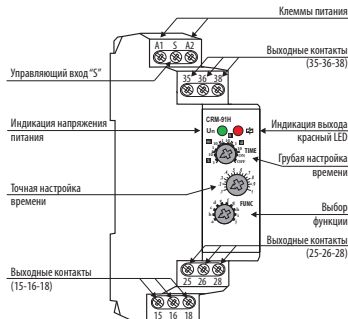 Клеммы питания
A1 S A2
Выходные контакты
(35-36-38)
35 36 38
Управляющий вход "S"
CRM-91H
Индикация напряжения
питания
Un
Индикация выхода
красный LED
TIME
Грубая настройка
времени
Точная настройка
времени
FUNC
Выбор
функции
Выходные контакты
(25-26-28)
25 26 28
Выходные контакты
(15-16-18)
15 16 18